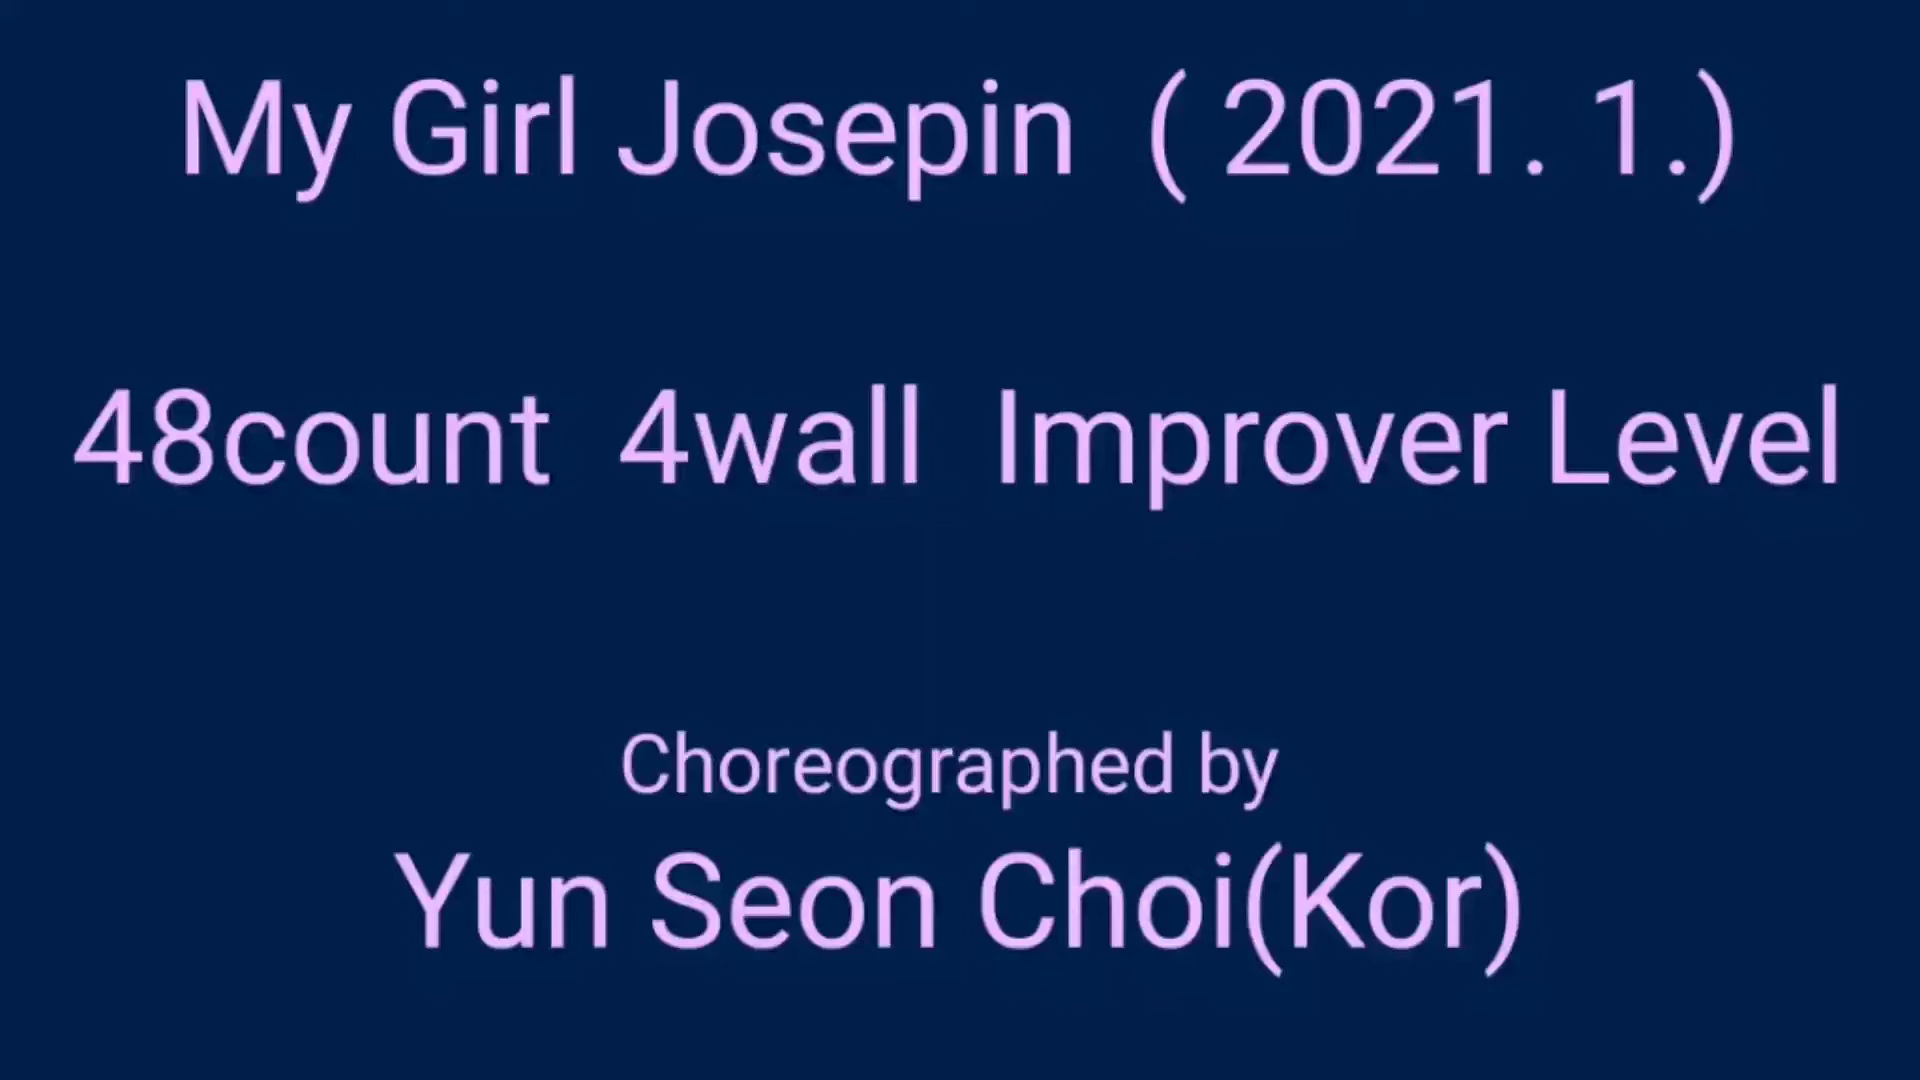 My Girl Josepin ( 2021. 1.)
48count 4wall Improver Level
Choreographed by
Yun Seon Choi(Kor)